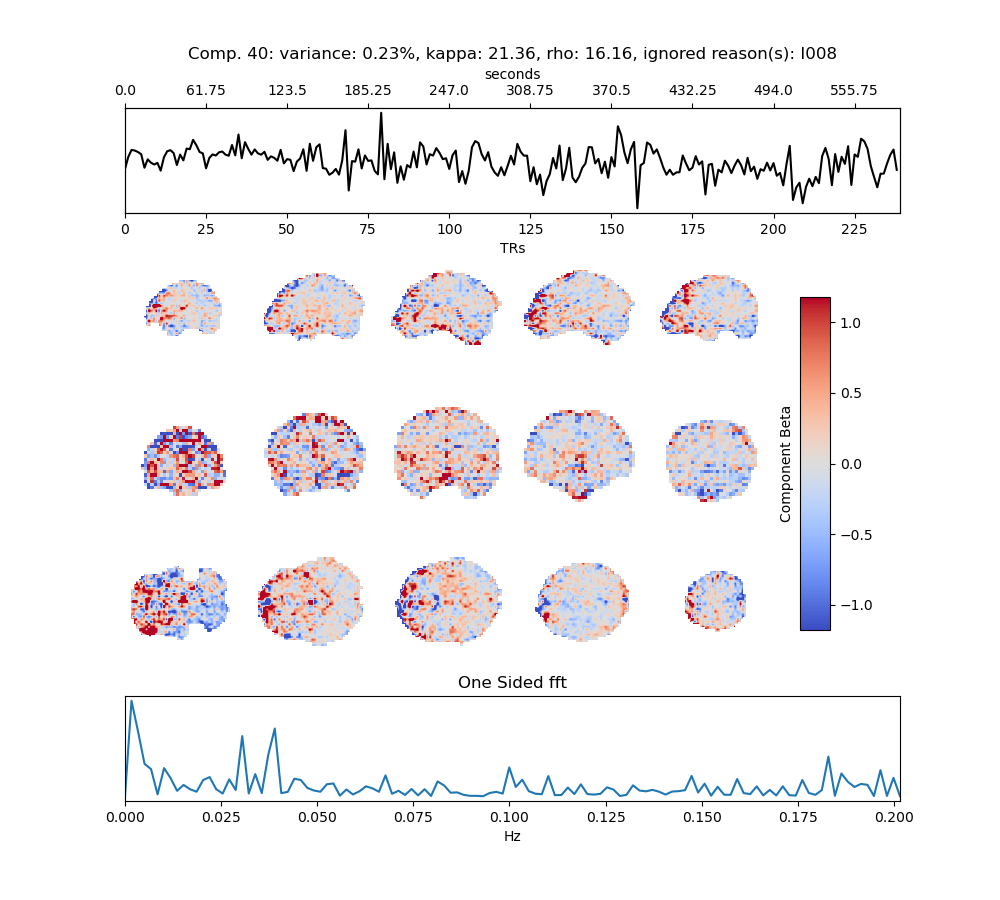 Comp. 40: variance: 0.23%, kappa: 21.36, rho: 16.16, ignored reason(s): I008
seconds
0.0 61.75 123.5 185.25 247.0 308.75 370.5 432.25 494.0 555.75
0 25 50 75 100 125 150 175 200 225
TRs
1.0
0.5
0.0
−0.5
−1.0
Component Beta
One Sided fft
0.000 0.025 0.050 0.075 0.100 0.125 0.150 0.175 0.200
Hz